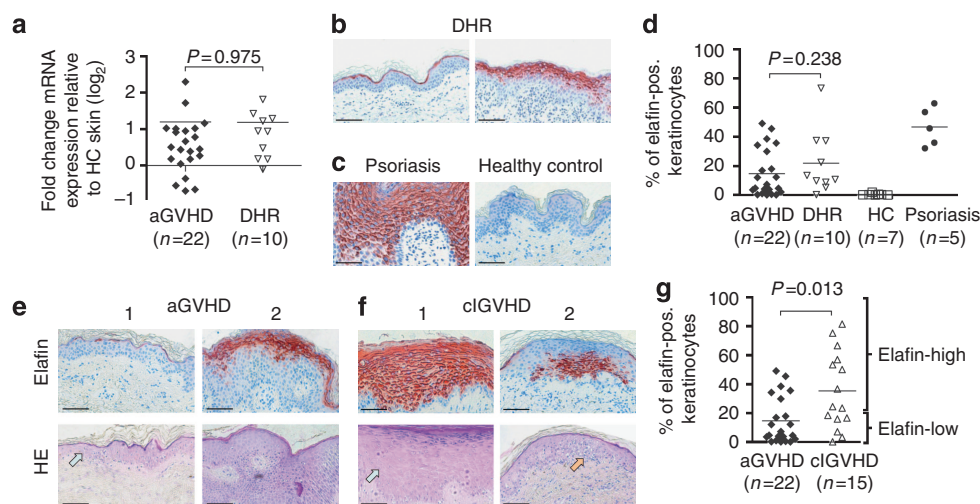 a
Fold change mRNA
expression relative
to HC skin (log2)
3
2
1
0
–1
P = 0.975
aGVHD
(n=22)
DHR
(n=10)
b
DHR
c
Psoriasis
Healthy control
d
% of elafin-pos.
keratinocytes
100
80
60
40
20
0
P=0.238
aGVHD
(n=22)
DHR
(n=10)
HC
(n=7)
Psoriasis
(n=5)
e
aGVHD
1
2
Elafin
HE
f
clGVHD
1
2
g
% of elafin-pos.
keratinocytes
100
80
60
40
20
0
P=0.013
aGVHD
(n=22)
clGVHD
(n=15)
Elafin-high
Elafin-low